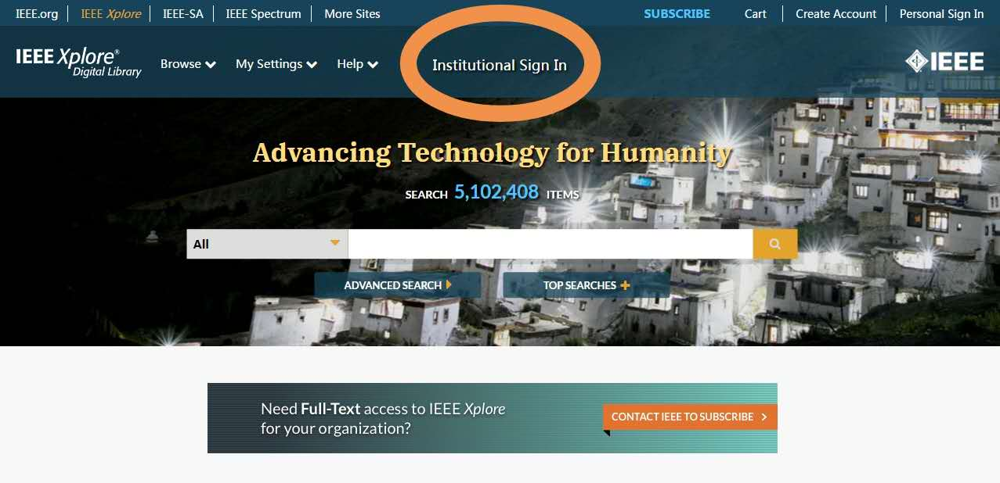 IEEE.org IEEE Xplore IEEE-SA IEEE Spectrum More Sites SUBSCRIBE Cart Create Account Personal Sign In
IEEE Xplore®
Digital Library
Browse My Settings Help Institutional Sign In IEEE
Advancing Technology for Humanity
SEARCH 5,102,408 ITEMS
All
ADVANCED SEARCH TOP SEARCHES
Need Full-Text access to IEEE Xplore
for your organization?
CONTACT IEEE TO SUBSCRIBE